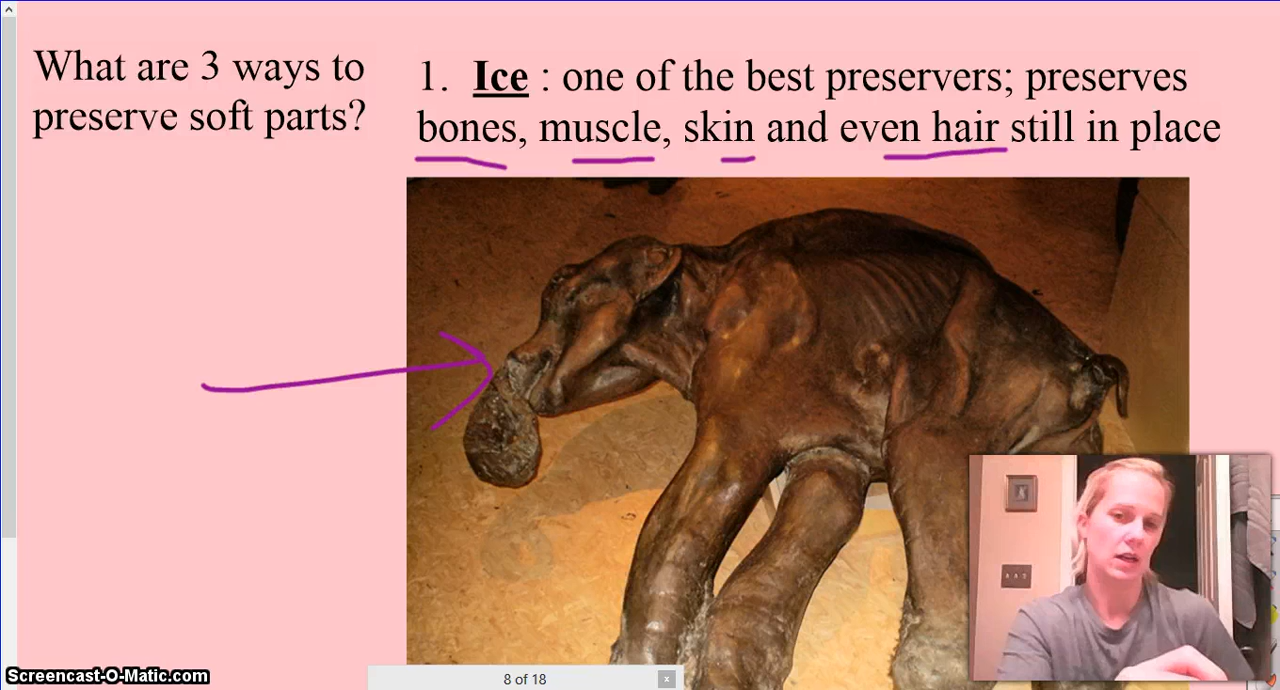 What are 3 ways to
preserve soft parts?
1. Ice : one of the best preservers; preserves
bones, muscle, skin and even hair still in place
Screencast-O-Matic.com
8 of 18
x